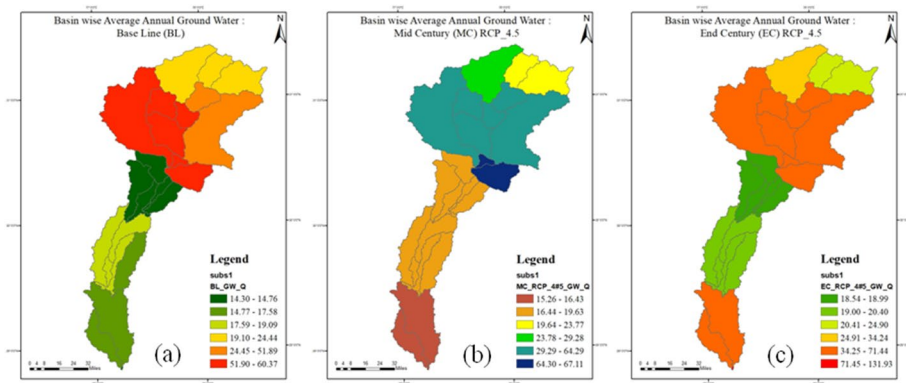 Basin wise Average Annual Ground Water :
Base Line (BL)
N
Legend
subs1
BL_GW_Q
14.30 - 14.76
14.77 - 17.58
17.59 - 19.09
19.10 - 24.44
24.45 - 51.89
51.90 - 60.37
Miles
(a)
Basin wise Average Annual Ground Water :
Mid Century (MC) RCP_4.5
N
Legend
subs1
MC_RCP_4#5_GW_Q
15.26 - 16.43
16.44 - 19.63
19.64 - 23.77
23.78 - 29.28
29.29 - 64.29
64.30 - 67.11
Miles
(b)
Basin wise Average Annual Ground Water :
End Century (EC) RCP_4.5
N
Legend
subs1
EC_RCP_4#5_GW_Q
18.54 - 18.99
19.00 - 20.40
20.41 - 24.90
24.91 - 34.24
34.25 - 71.44
71.45 - 131.93
Miles
(c)